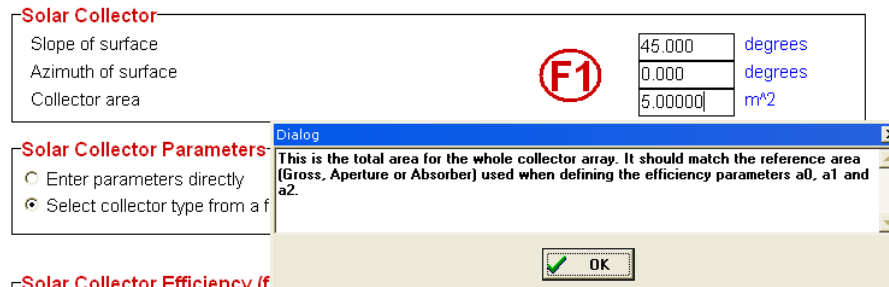 Solar Collector
Slope of surface 45.000 degrees
Azimuth of surface 0.000 degrees
F1
Collector area 5.00000 m^2
Dialog
Solar Collector Parameters
This is the total area for the whole collector array. It should match the reference area
(Gross, Aperture or Absorber) used when defining the efficiency parameters a0, a1 and
a2.
Enter parameters directly
Select collector type from a f
OK
Solar Collector Efficiency (f